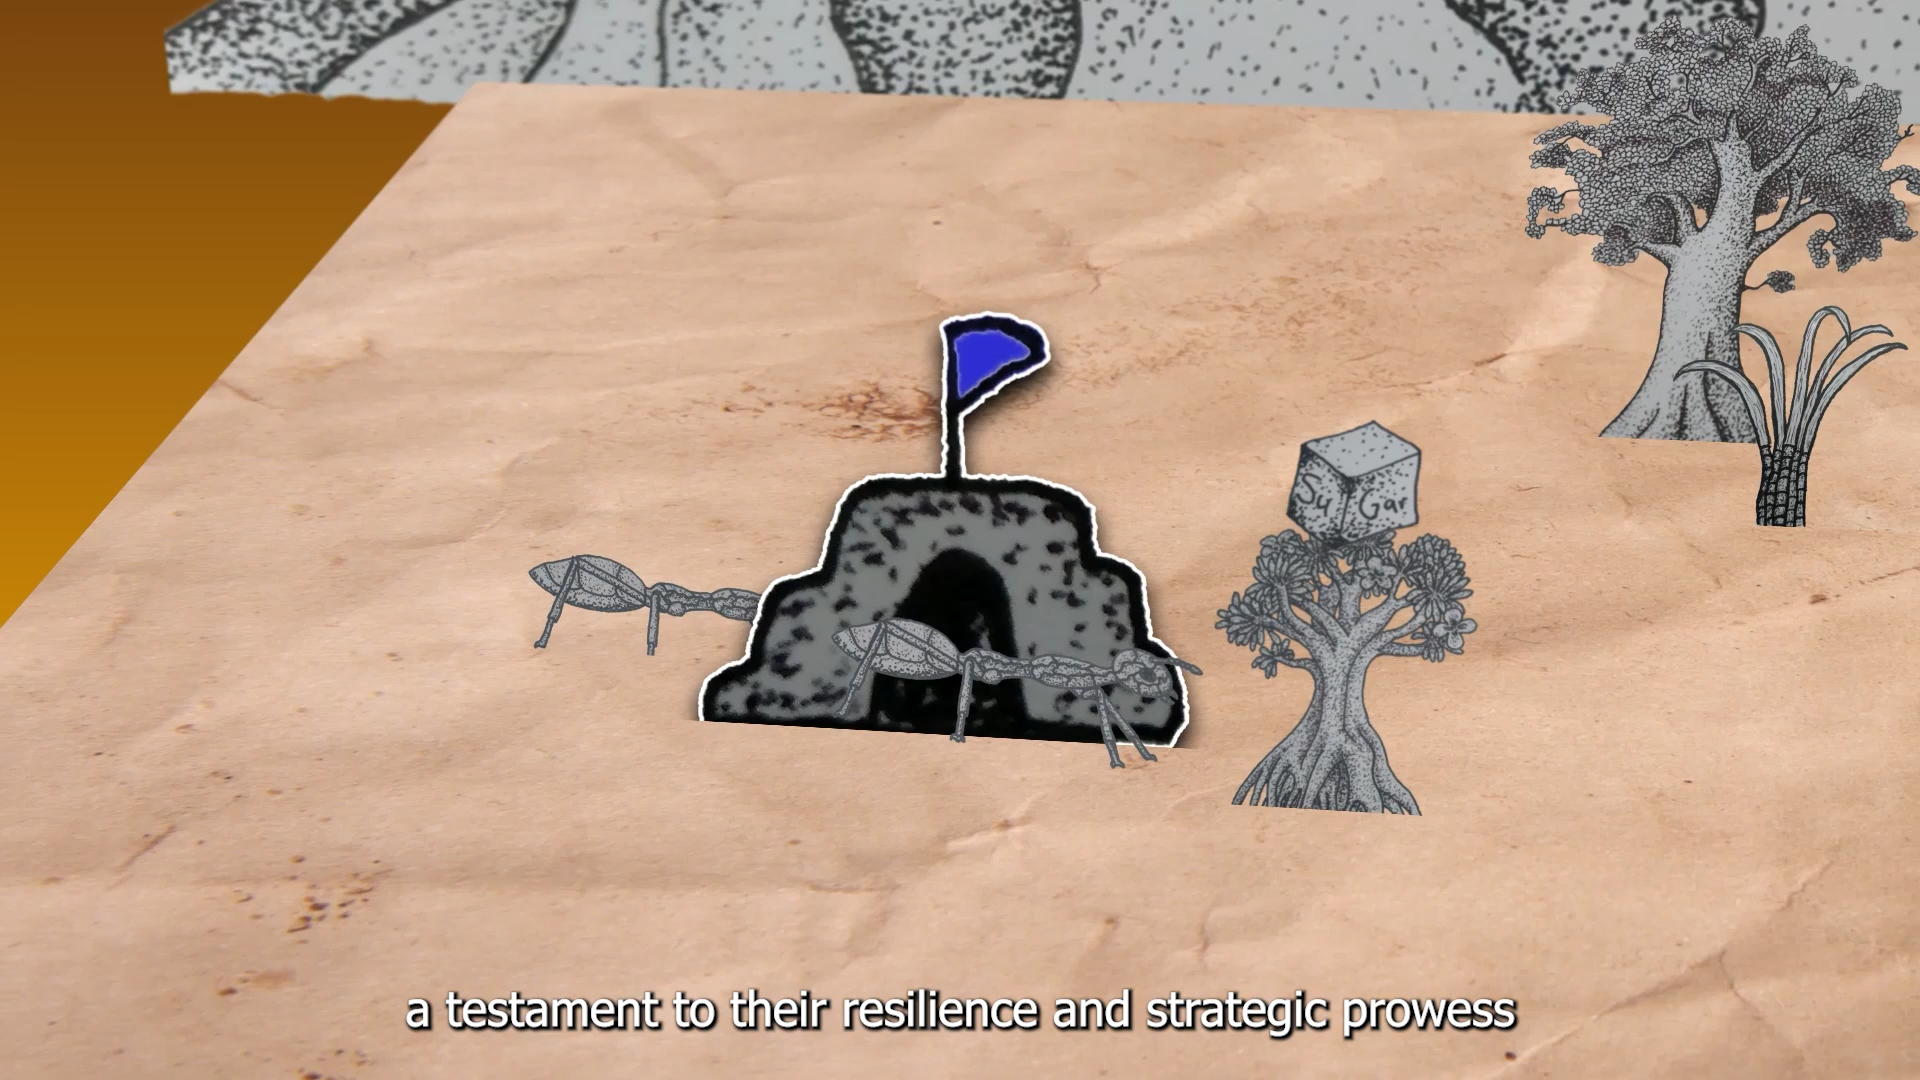 Su Gar
a testament to their resilience and strategic prowess